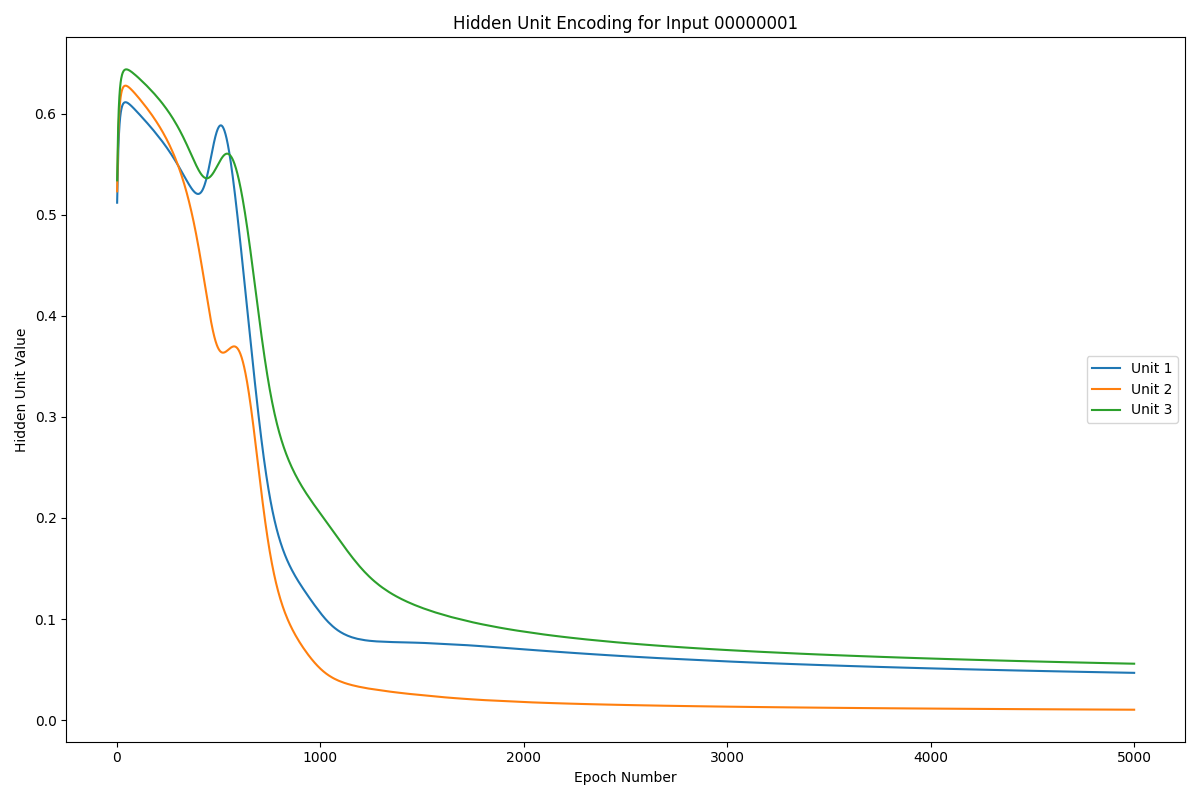 Hidden Unit Encoding for Input 00000001
Hidden Unit Value
0.6
0.5
0.4
0.3
0.2
0.1
0.0
Unit 1
Unit 2
Unit 3
0 1000 2000 3000 4000 5000
Epoch Number